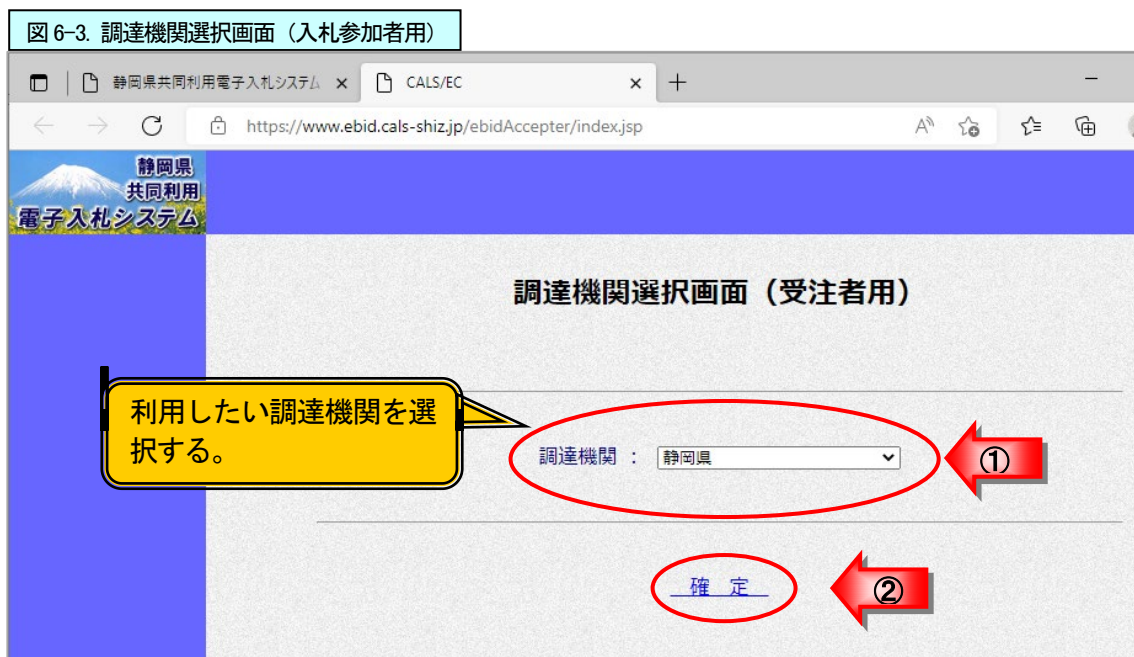 図 6-3. 調達機関選択画面（入札参加者用）
静岡県共同利用電子入札システム
CALS/EC
https://www.ebid.cals-shiz.jp/ebidAccepter/index.jsp
静岡県
共同利用
電子入札システム
調達機関選択画面（受注者用）
利用したい調達機関を選
択する。
調達機関 ： 静岡県
①
確 定
②